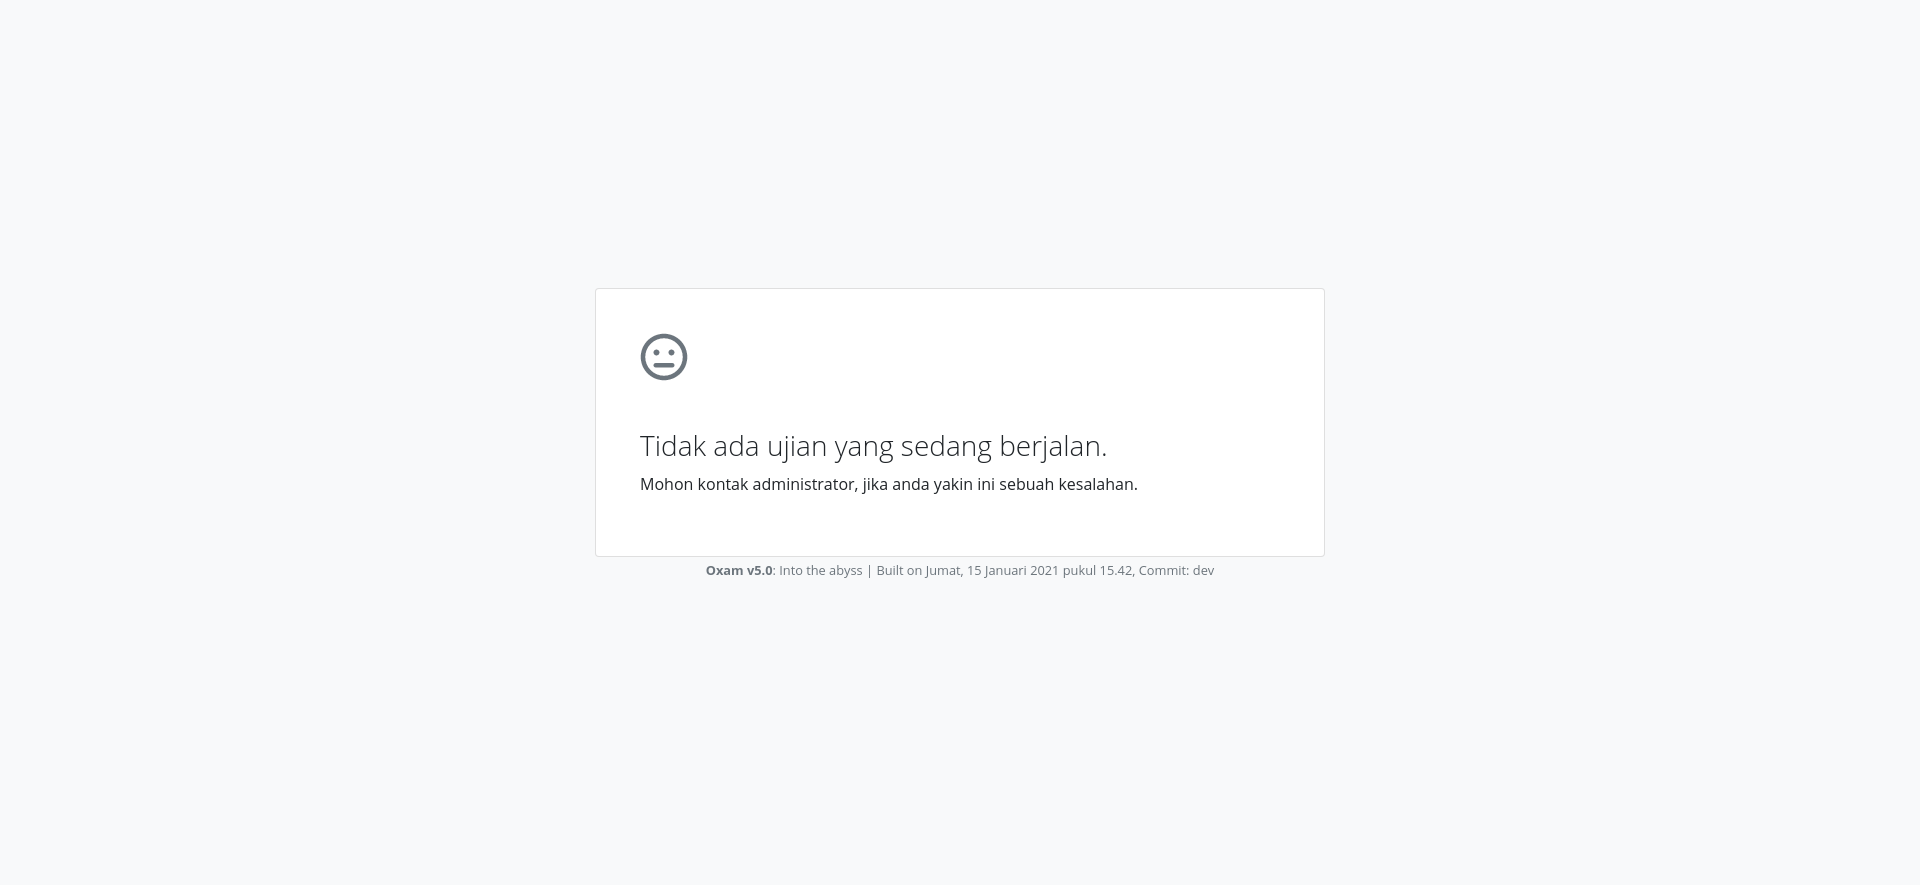 Tidak ada ujian yang sedang berjalan.
Mohon kontak administrator, jika anda yakin ini sebuah kesalahan.
Oxam v5.0: Into the abyss | Built on Jumat, 15 Januari 2021 pukul 15.42, Commit: dev